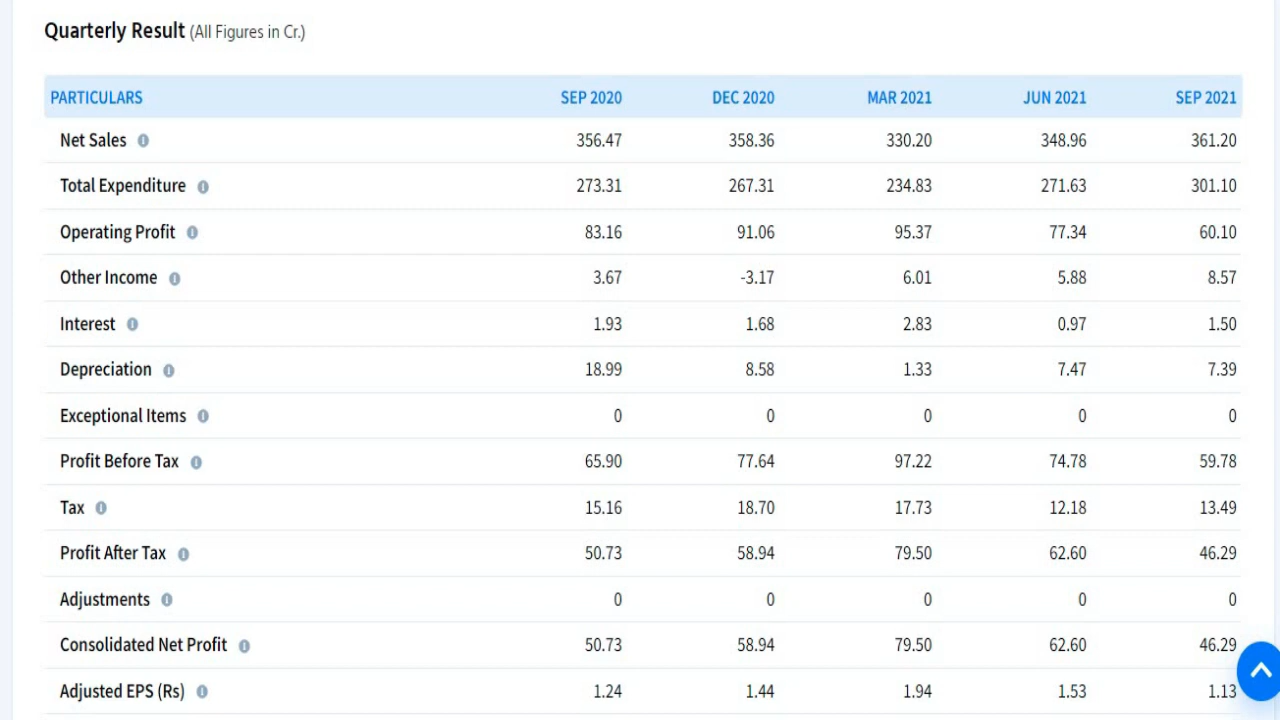 Quarterly Result (All Figures in Cr.)
PARTICULARS SEP 2020 DEC 2020 MAR 2021 JUN 2021 SEP 2021
Net Sales 356.47 358.36 330.20 348.96 361.20
Total Expenditure 273.31 267.31 234.83 271.63 301.10
Operating Profit 83.16 91.06 95.37 77.34 60.10
Other Income 3.67 -3.17 6.01 5.88 8.57
Interest 1.93 1.68 2.83 0.97 1.50
Depreciation 18.99 8.58 1.33 7.47 7.39
Exceptional Items 0 0 0 0 0
Profit Before Tax 65.90 77.64 97.22 74.78 59.78
Tax 15.16 18.70 17.73 12.18 13.49
Profit After Tax 50.73 58.94 79.50 62.60 46.29
Adjustments 0 0 0 0 0
Consolidated Net Profit 50.73 58.94 79.50 62.60 46.29
Adjusted EPS (Rs) 1.24 1.44 1.94 1.53 1.13